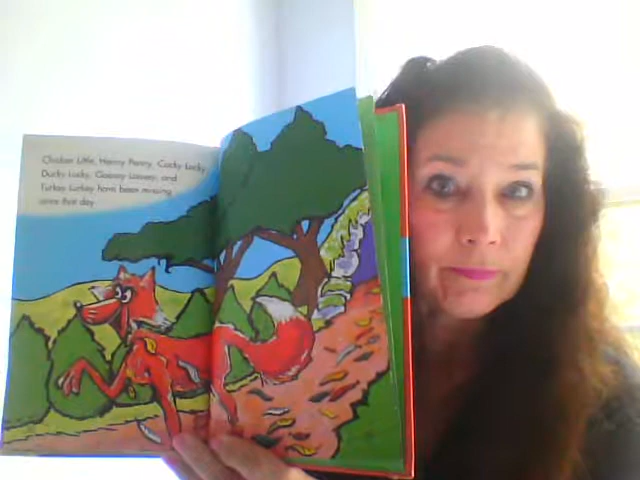 Chicken Little, Henny Penny, Cocky Locky,
Ducky Lucky, Goosey Loosey, and
Turkey Lurkey have been missing
since that day.